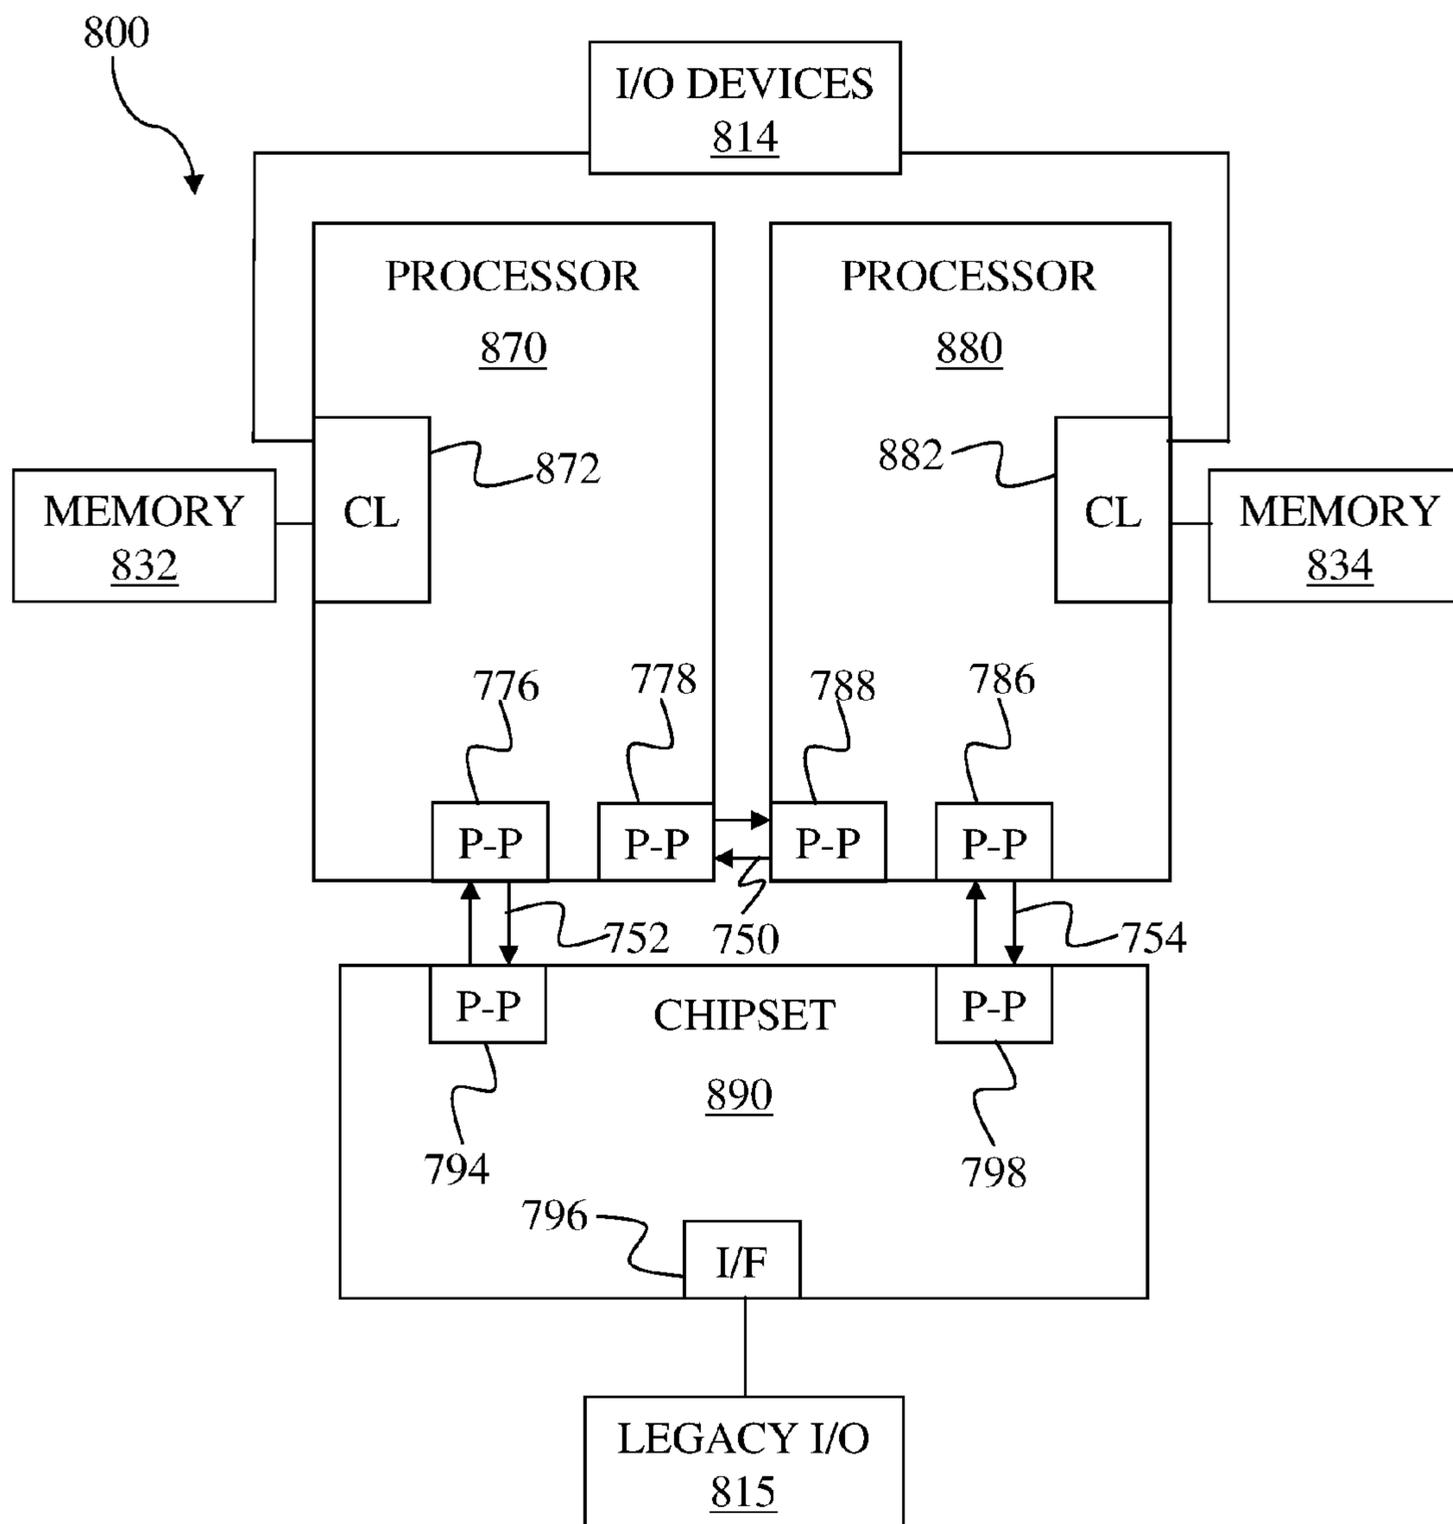 800
I/O DEVICES
814
PROCESSOR
870
PROCESSOR
880
872
882
CL
CL
MEMORY
832
MEMORY
834
776
778
788
786
P-P
P-P
P-P
P-P
752
750
754
P-P
CHIPSET
P-P
890
794
798
796
I/F
LEGACY I/O
815